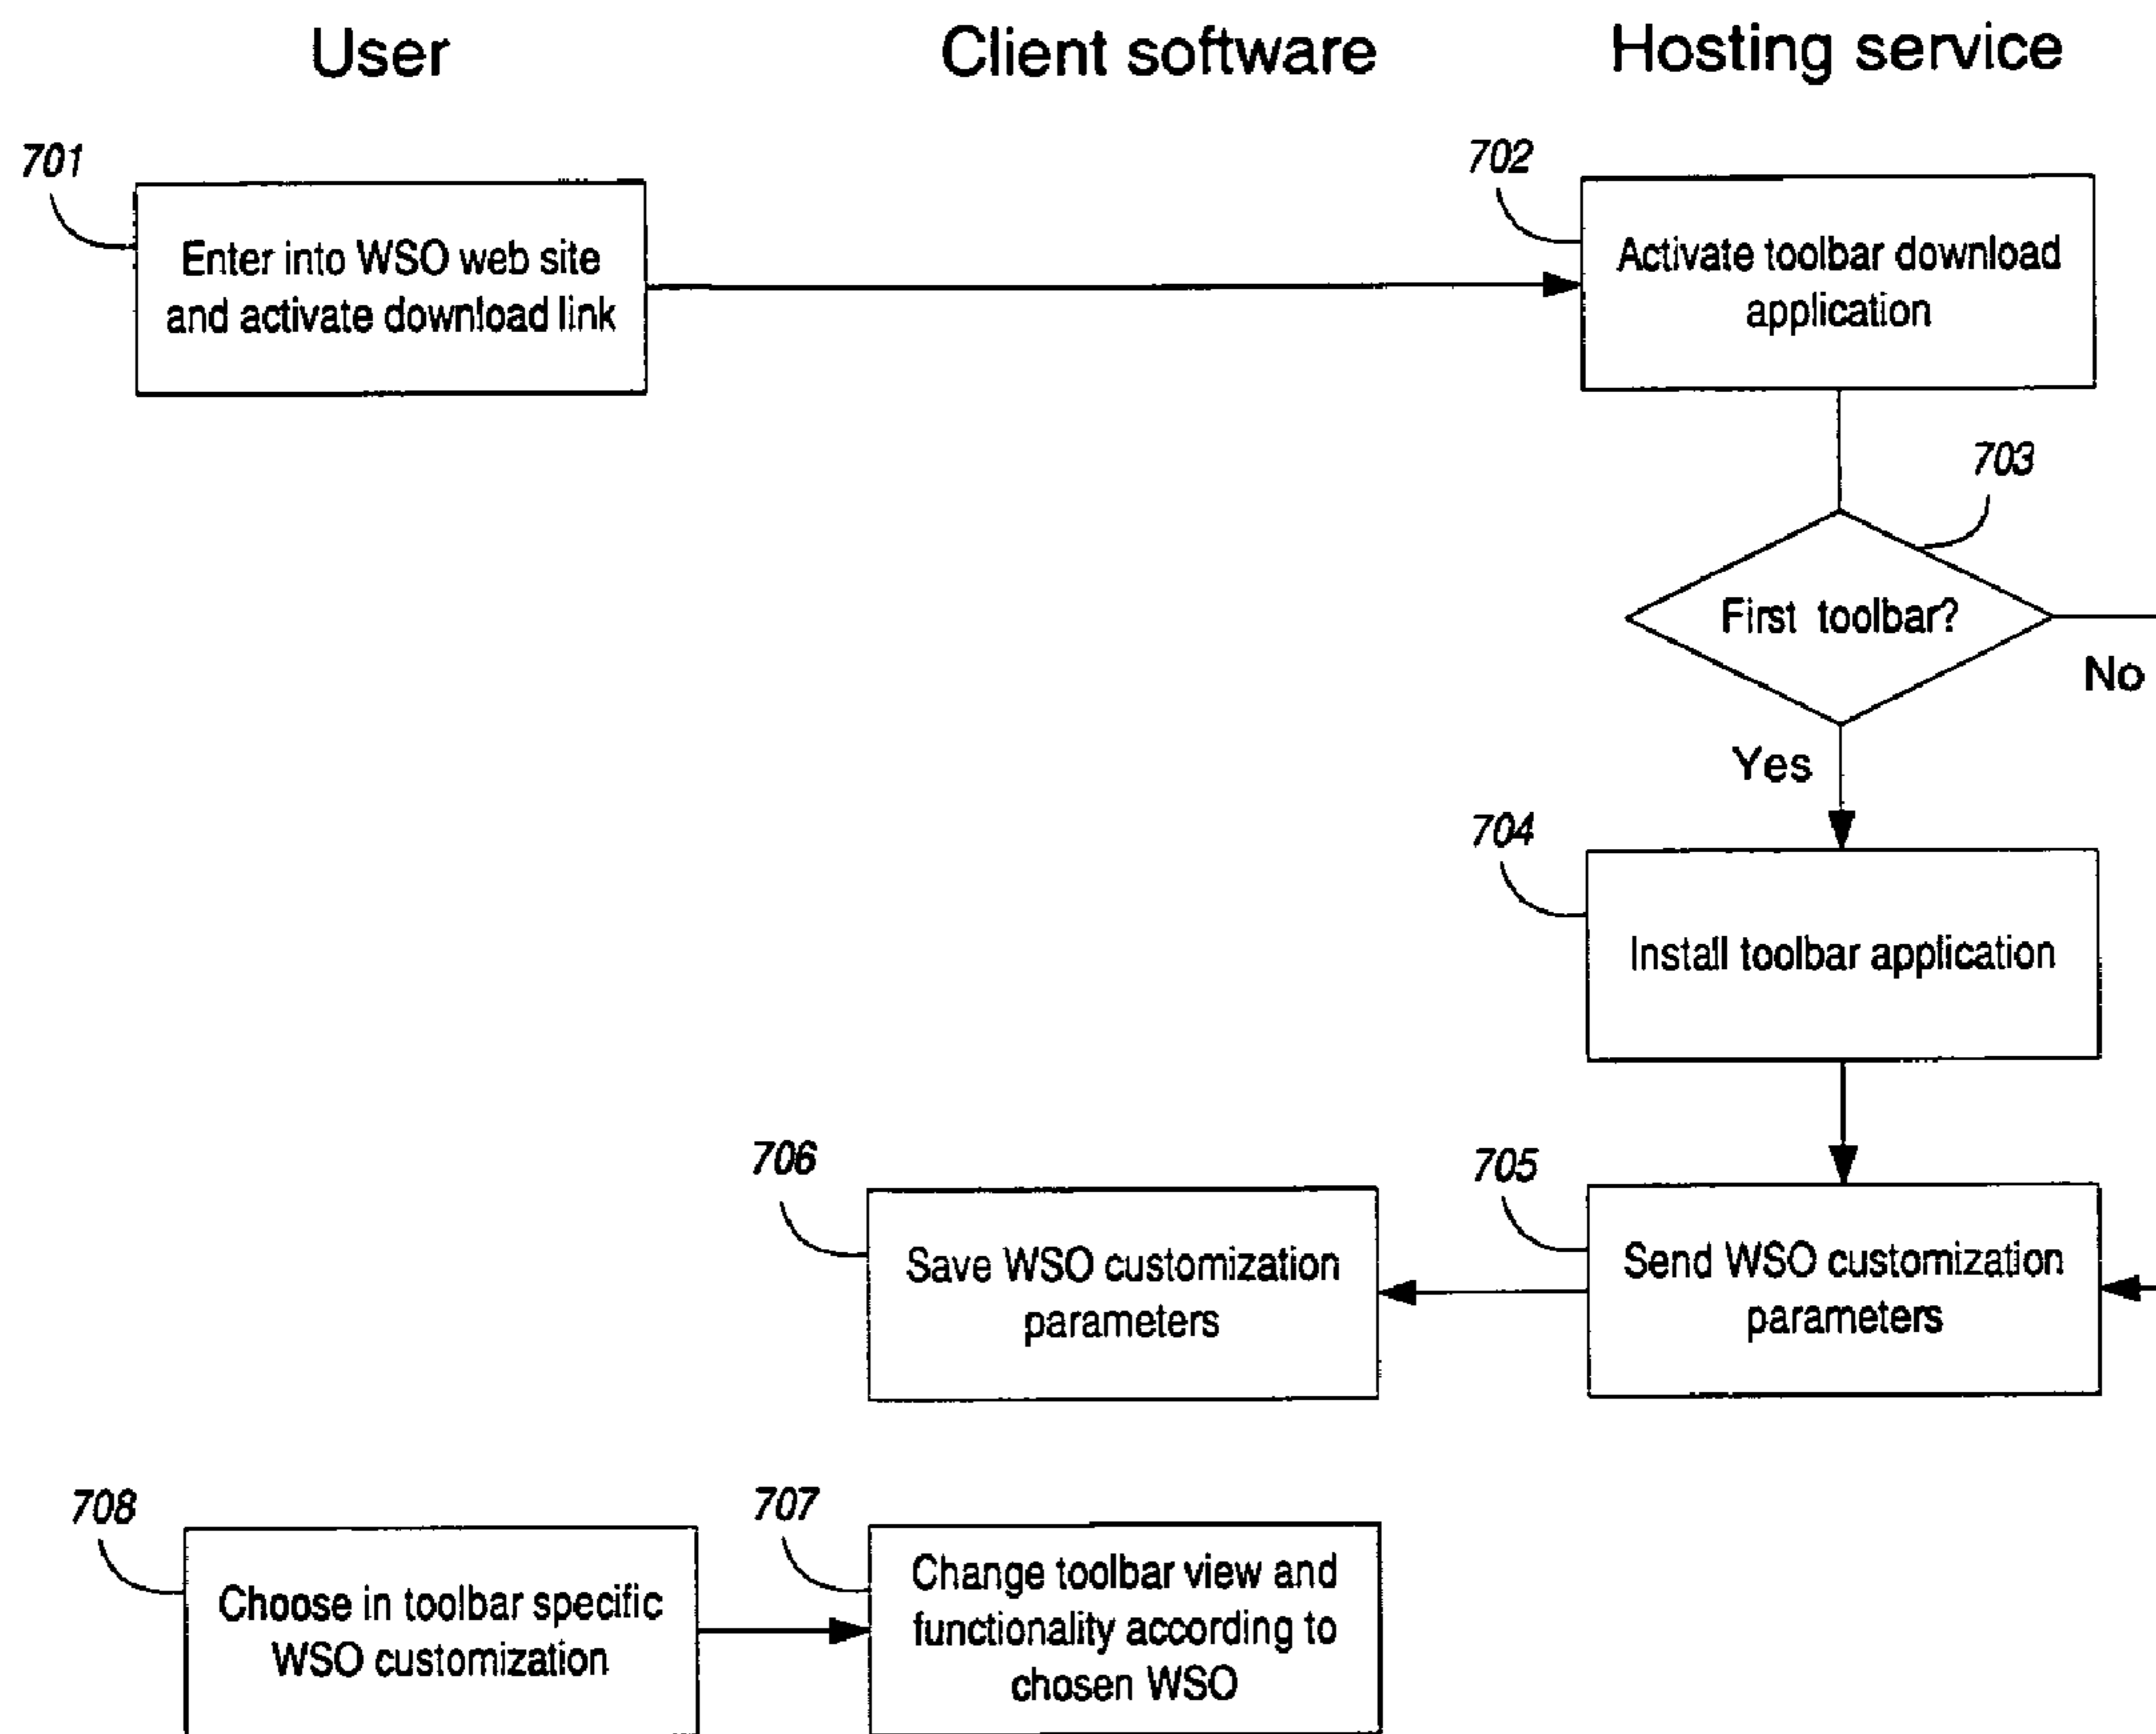 User
Client software
Hosting service
701
Enter into WSO web site
and activate download link
702
Activate toolbar download
application
703
First toolbar?
No
Yes
704
Install toolbar application
706
Save WSO customization
parameters
705
Send WSO customization
parameters
708
Choose in toolbar specific
WSO customization
707
Change toolbar view and
functionality according to
chosen WSO